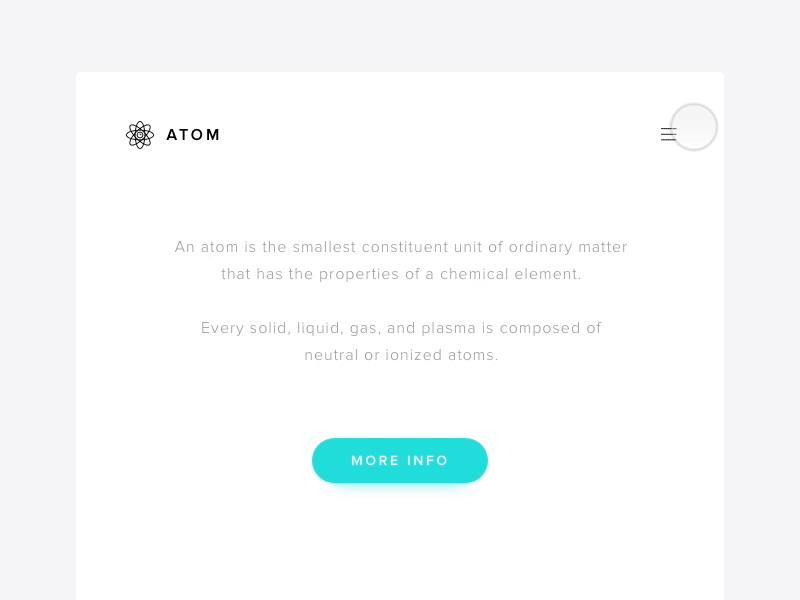 ATOM
An atom is the smallest constituent unit of ordinary matter
that has the properties of a chemical element.
Every solid, liquid, gas, and plasma is composed of
neutral or ionized atoms.
MORE INFO